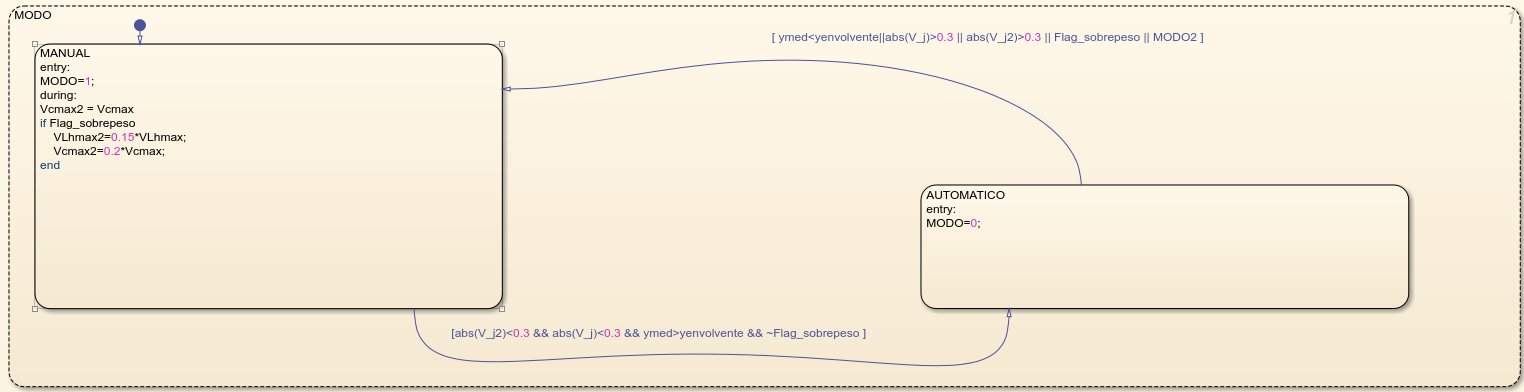 MODO
1
[ ymed<yenvolvente||abs(V_j)>0.3 || abs(V_j2)>0.3 || Flag_sobrepeso || MODO2 ]
MANUAL
entry:
MODO=1;
during:
Vcmax2 = Vcmax
if Flag_sobrepeso
    VLhmax2=0.15*VLhmax;
    Vcmax2=0.2*Vcmax;
end
AUTOMATICO
entry:
MODO=0;
[abs(V_j2)<0.3 && abs(V_j)<0.3 && ymed>yenvolvente && ~Flag_sobrepeso ]